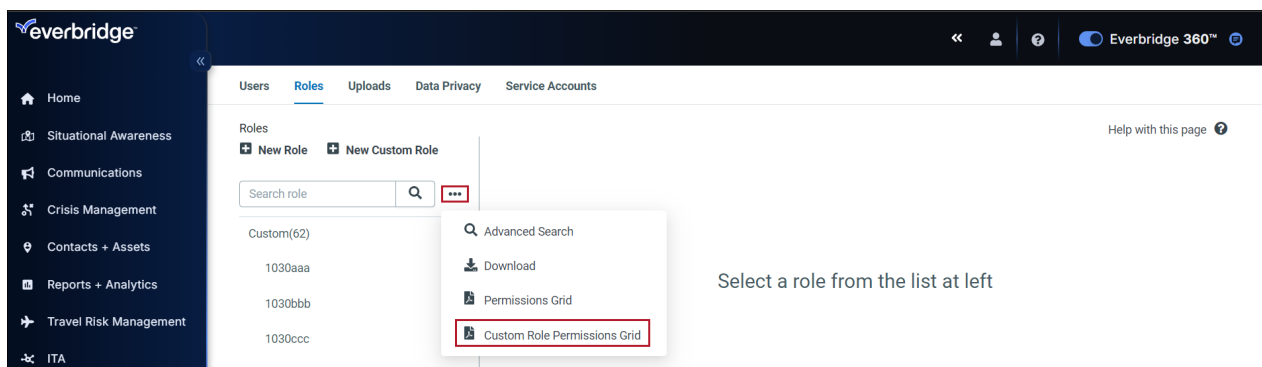 everbridge™
Everbridge 360™
Home
Situational Awareness
Communications
Crisis Management
Contacts + Assets
Reports + Analytics
Travel Risk Management
ITA
Users Roles Uploads Data Privacy Service Accounts
Roles
Help with this page
New Role New Custom Role
Search role
Custom(62)
1030aaa
1030bbb
1030ccc
Advanced Search
Download
Permissions Grid
Custom Role Permissions Grid
Select a role from the list at left